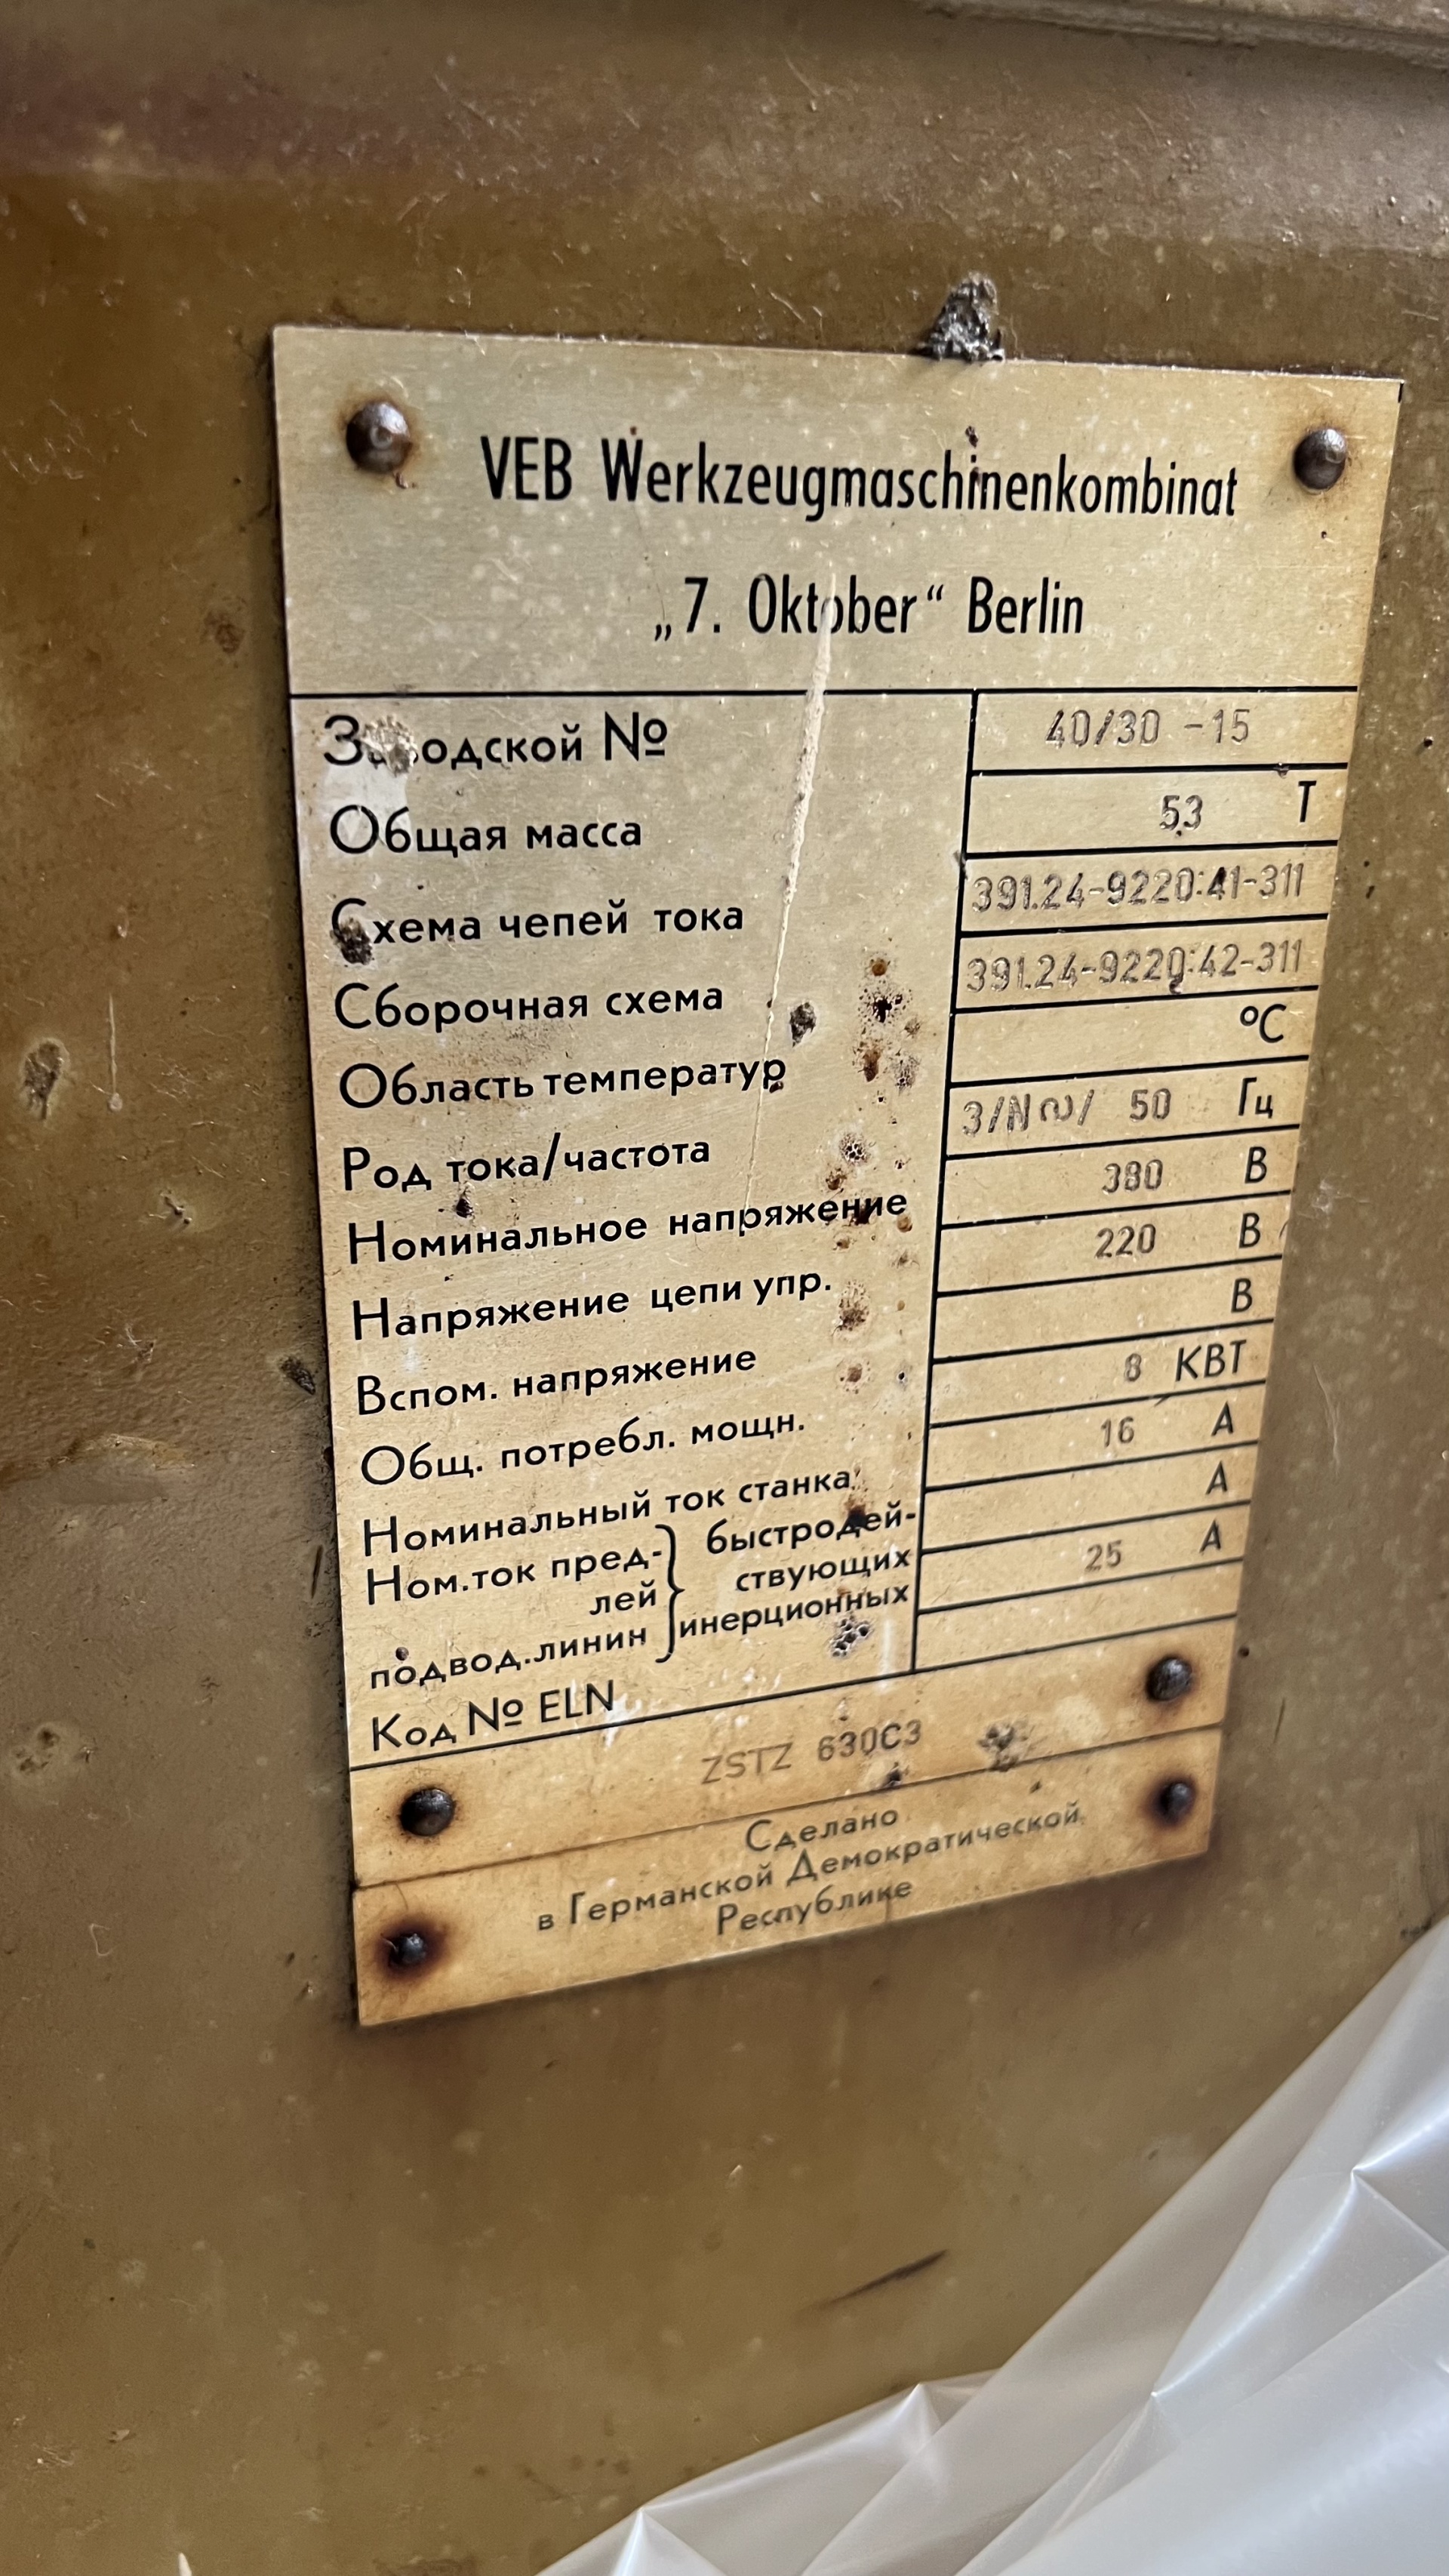 VEB Werkzeugmaschinenkombinat
„7. Oktober“ Berlin
Заводской № 40/30 -15
Общая масса 5,3 Т
Схема чепей тока 391.24-9220:41-311
Сборочная схема 391.24-9220:42-311
Область температур °C
Род тока/частота 3/N~/ 50 Гц
Номинальное напряжение 380 В
Напряжение цепи упр. 220 В
Вспом. напряжение В
Общ. потребл. мощн. 8 КВТ
Номинальный ток станка 16 А
Ном.ток пред- быстродей- А
лей ствующих
подвод.линин инерционных 25 А
Код № ELN
ZSTZ 630C3
Сделано
в Германской Демократической
Республике